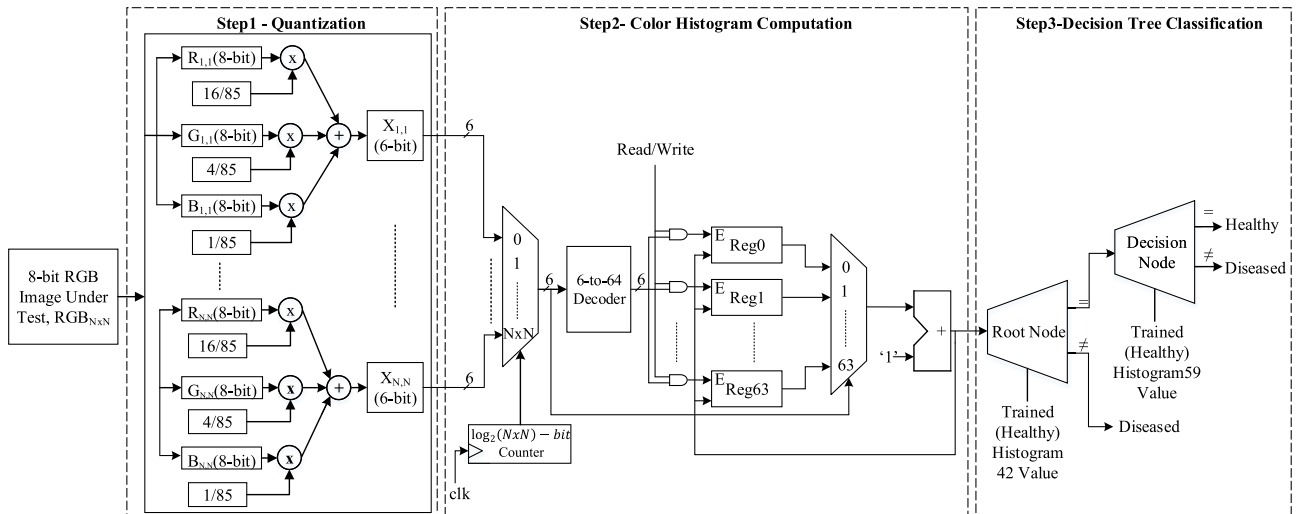 Step1 - Quantization
R1,1(8-bit)
x
16/85
G1,1(8-bit)
x
4/85
B1,1(8-bit)
x
1/85
+
X1,1
(6-bit)
6
8-bit RGB
Image Under
Test, RGBNxN
RN,N(8-bit)
x
16/85
GN,N(8-bit)
x
4/85
BN,N(8-bit)
x
1/85
+
XN,N
(6-bit)
6
Step2- Color Histogram Computation
0
1
NxN
log2(NxN) − bit
Counter
clk
6
6-to-64
Decoder
6
Read/Write
E
Reg0
E
Reg1
E
Reg63
0
1
63
+
‘1’
Step3-Decision Tree Classification
Root Node
=
≠
Diseased
Trained
(Healthy)
Histogram
42 Value
Decision
Node
=
Healthy
≠
Diseased
Trained
(Healthy)
Histogram59
Value